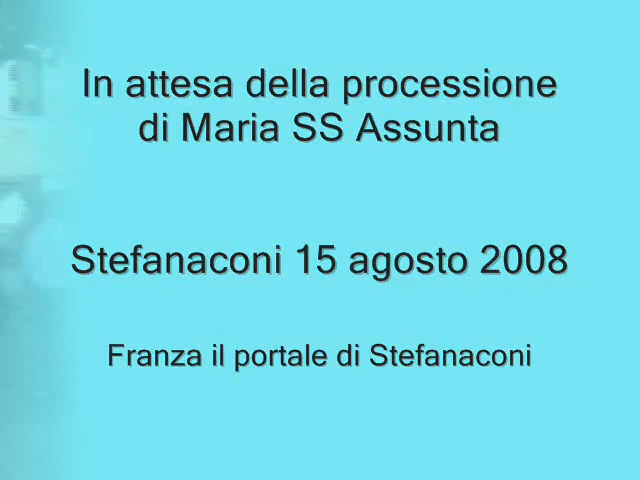 In attesa della processione
di Maria SS Assunta
Stefanaconi 15 agosto 2008
Franza il portale di Stefanaconi